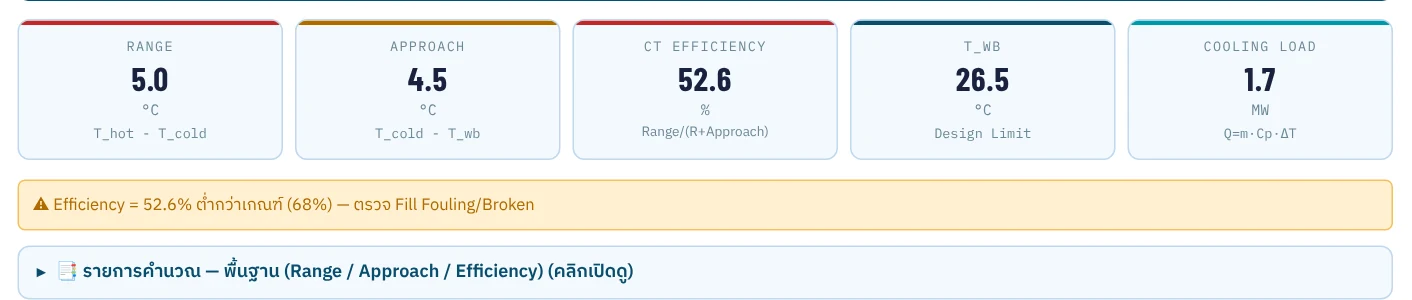 RANGE
5.0
°C
T_hot - T_cold
APPROACH
4.5
°C
T_cold - T_wb
CT EFFICIENCY
52.6
%
Range/(R+Approach)
T_WB
26.5
°C
Design Limit
COOLING LOAD
1.7
MW
Q=m·Cp·ΔT
⚠ Efficiency = 52.6% ต่ำกว่าเกณฑ์ (68%) — ตรวจ Fill Fouling/Broken
► 📑 รายการคำนวณ — พื้นฐาน (Range / Approach / Efficiency) (คลิกเปิดดู)